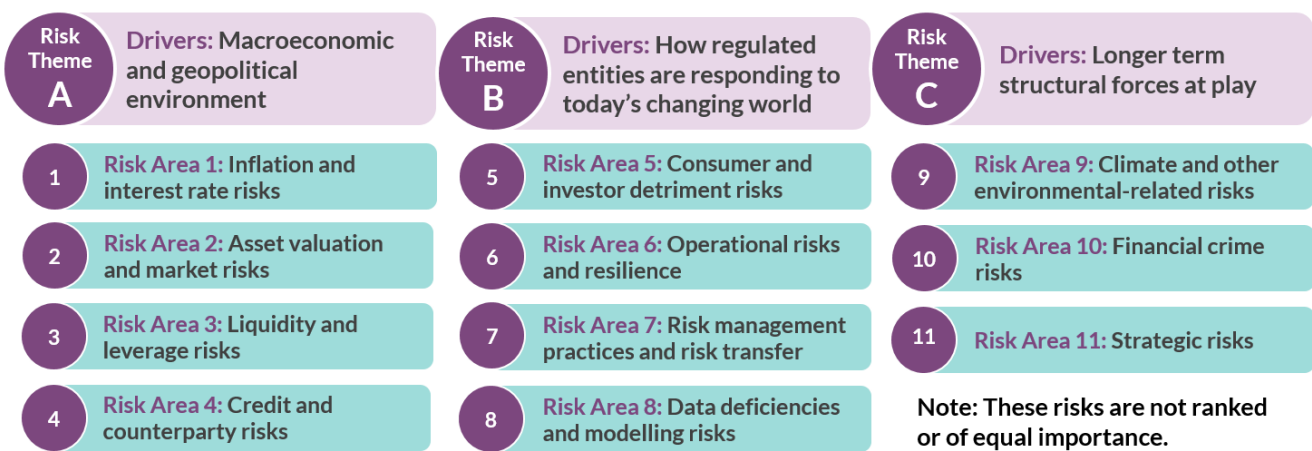 Risk
Theme
A
Drivers: Macroeconomic
and geopolitical
environment
1
Risk Area 1: Inflation and
interest rate risks
2
Risk Area 2: Asset valuation
and market risks
3
Risk Area 3: Liquidity and
leverage risks
4
Risk Area 4: Credit and
counterparty risks
Risk
Theme
B
Drivers: How regulated
entities are responding to
today’s changing world
5
Risk Area 5: Consumer and
investor detriment risks
6
Risk Area 6: Operational risks
and resilience
7
Risk Area 7: Risk management
practices and risk transfer
8
Risk Area 8: Data deficiencies
and modelling risks
Risk
Theme
C
Drivers: Longer term
structural forces at play
9
Risk Area 9: Climate and other
environmental-related risks
10
Risk Area 10: Financial crime
risks
11
Risk Area 11: Strategic risks
Note: These risks are not ranked
or of equal importance.